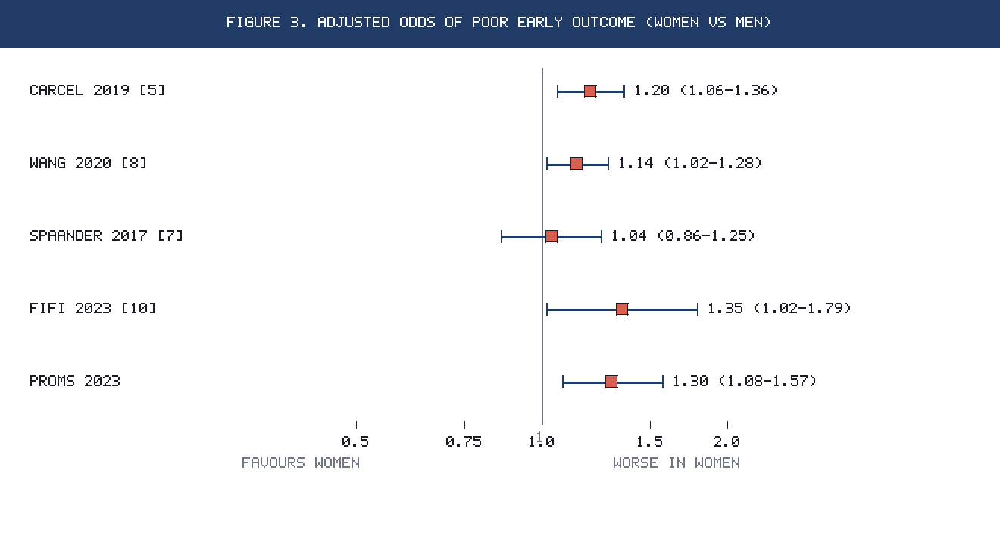 FIGURE 3. ADJUSTED ODDS OF POOR EARLY OUTCOME (WOMEN VS MEN)
CARCEL 2019 [5] 1.20 (1.06-1.36)
WANG 2020 [8] 1.14 (1.02-1.28)
SPAANDER 2017 [7] 1.04 (0.86-1.25)
FIFI 2023 [10] 1.35 (1.02-1.79)
PROMS 2023 1.30 (1.08-1.57)
0.5 0.75 1.0 1.5 2.0
FAVOURS WOMEN WORSE IN WOMEN